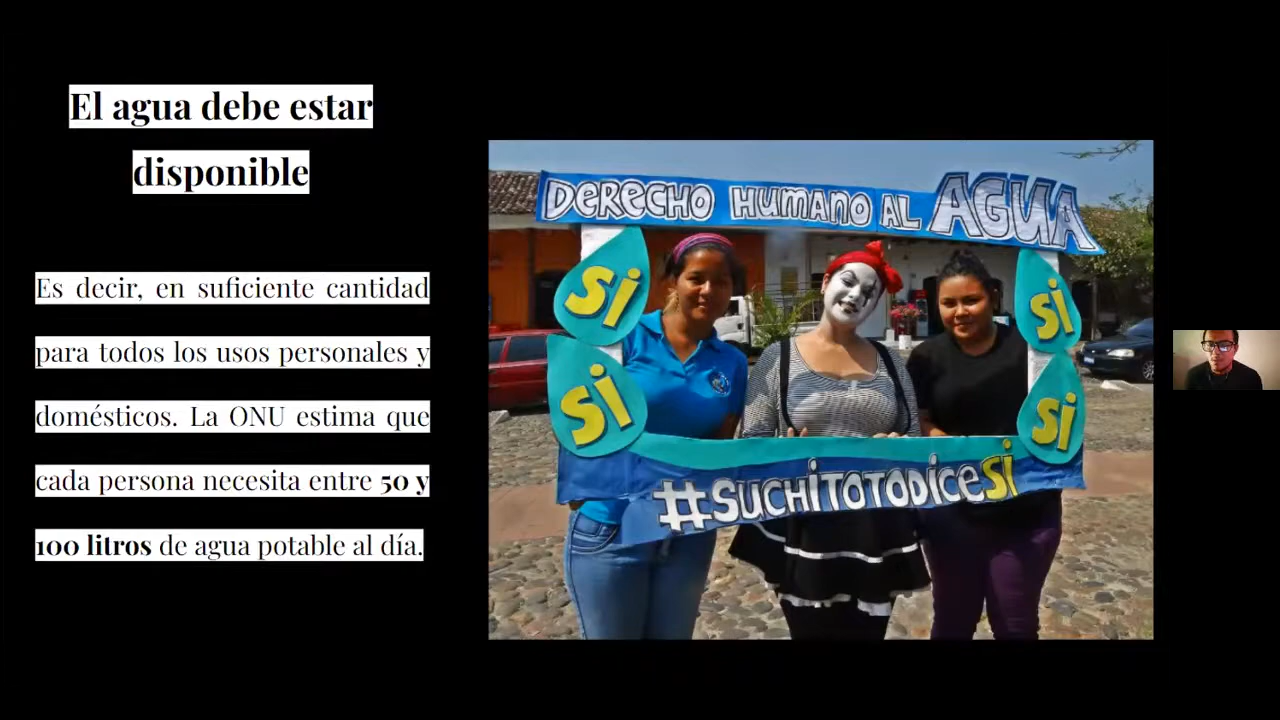 El agua debe estar
disponible
Es decir, en suficiente cantidad
para todos los usos personales y
domésticos. La ONU estima que
cada persona necesita entre 50 y
100 litros de agua potable al día.
DERECHO HUMANO AL AGUA
Si
Si
Si
Si
#SUCHITOTODICESI